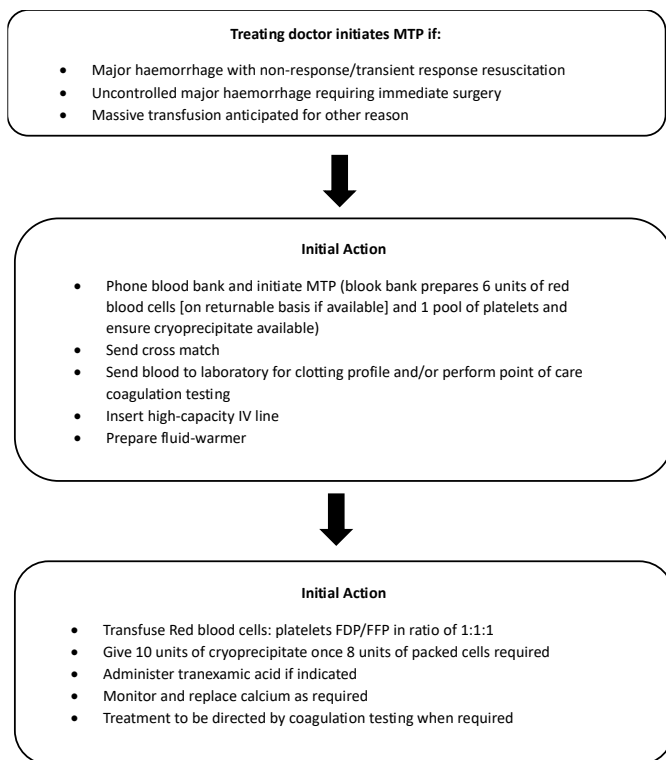 Treating doctor initiates MTP if:
• Major haemorrhage with non-response/transient response resuscitation
• Uncontrolled major haemorrhage requiring immediate surgery
• Massive transfusion anticipated for other reason
Initial Action
• Phone blood bank and initiate MTP (blook bank prepares 6 units of red
blood cells [on returnable basis if available] and 1 pool of platelets and
ensure cryoprecipitate available)
• Send cross match
• Send blood to laboratory for clotting profile and/or perform point of care
coagulation testing
• Insert high-capacity IV line
• Prepare fluid-warmer
Initial Action
• Transfuse Red blood cells: platelets FDP/FFP in ratio of 1:1:1
• Give 10 units of cryoprecipitate once 8 units of packed cells required
• Administer tranexamic acid if indicated
• Monitor and replace calcium as required
• Treatment to be directed by coagulation testing when required